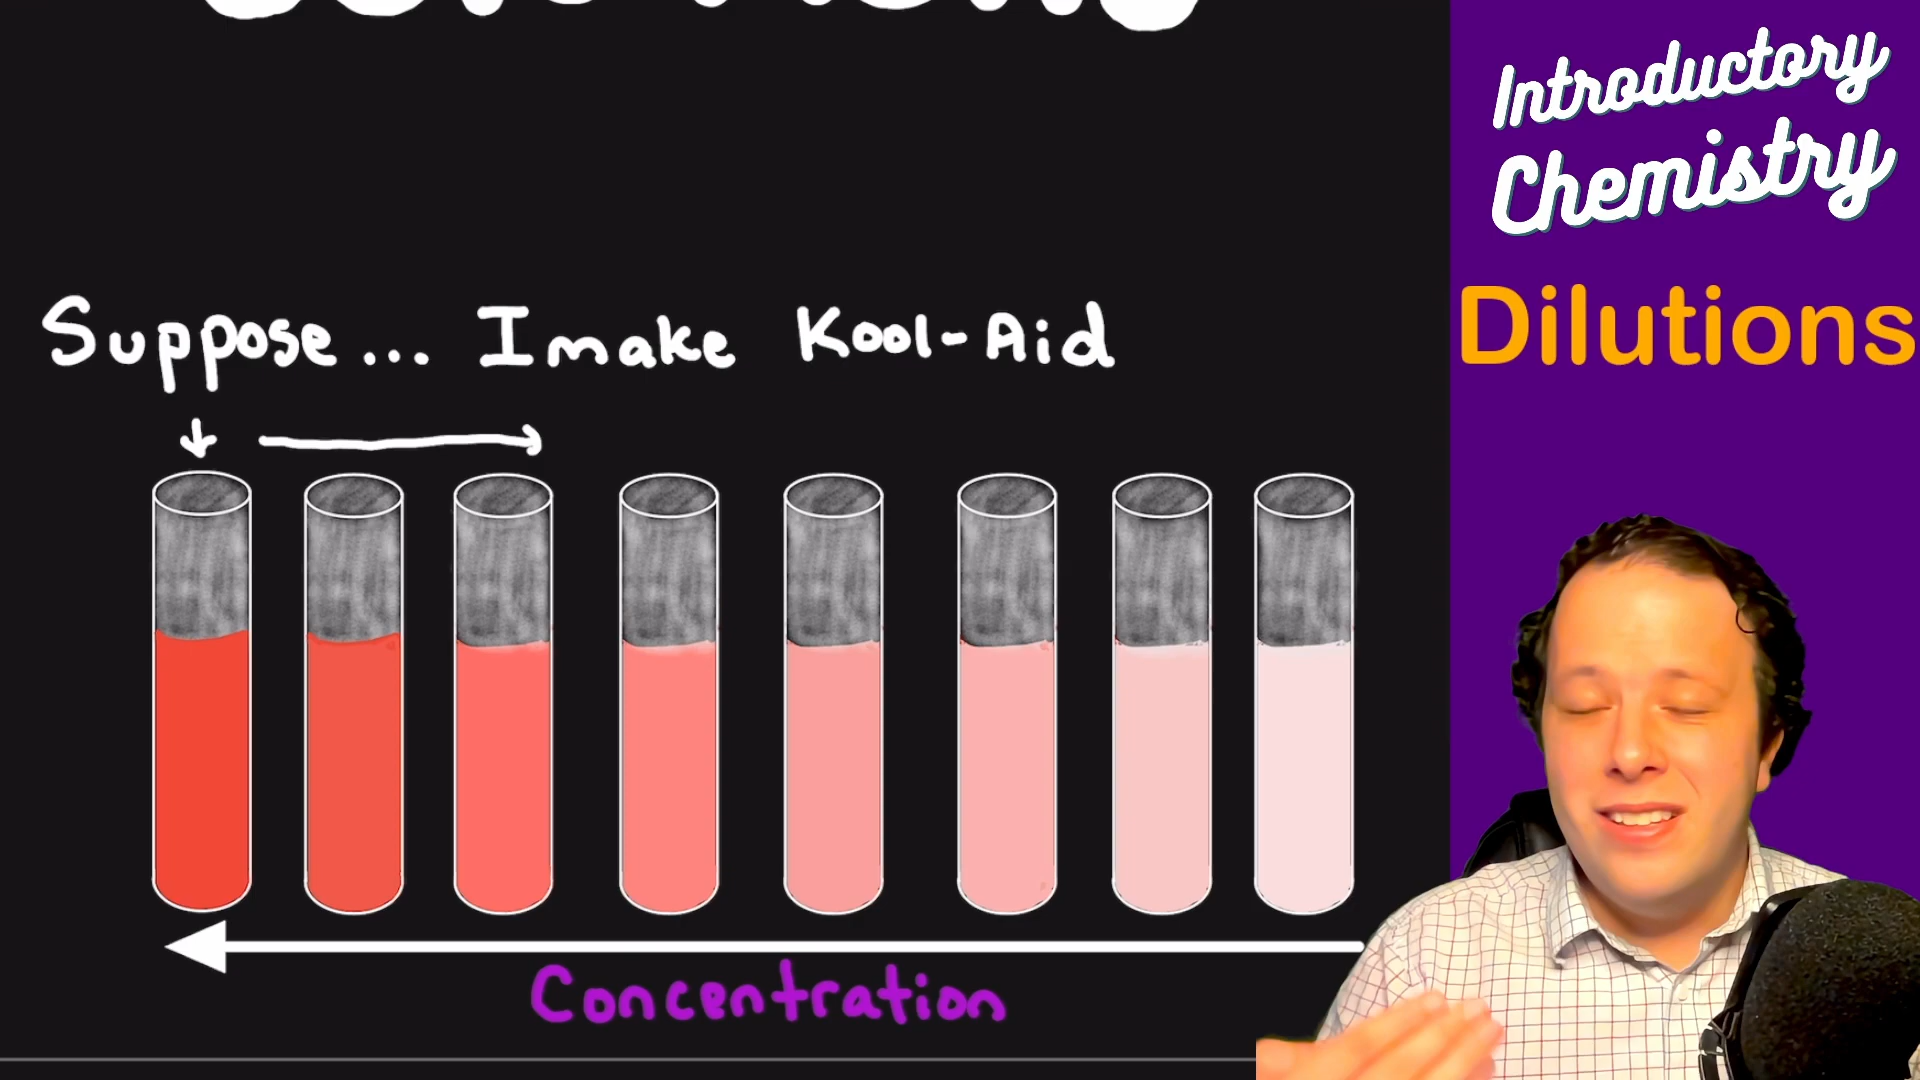 Suppose... I make Kool-Aid
Concentration
Introductory
Chemistry
Dilutions